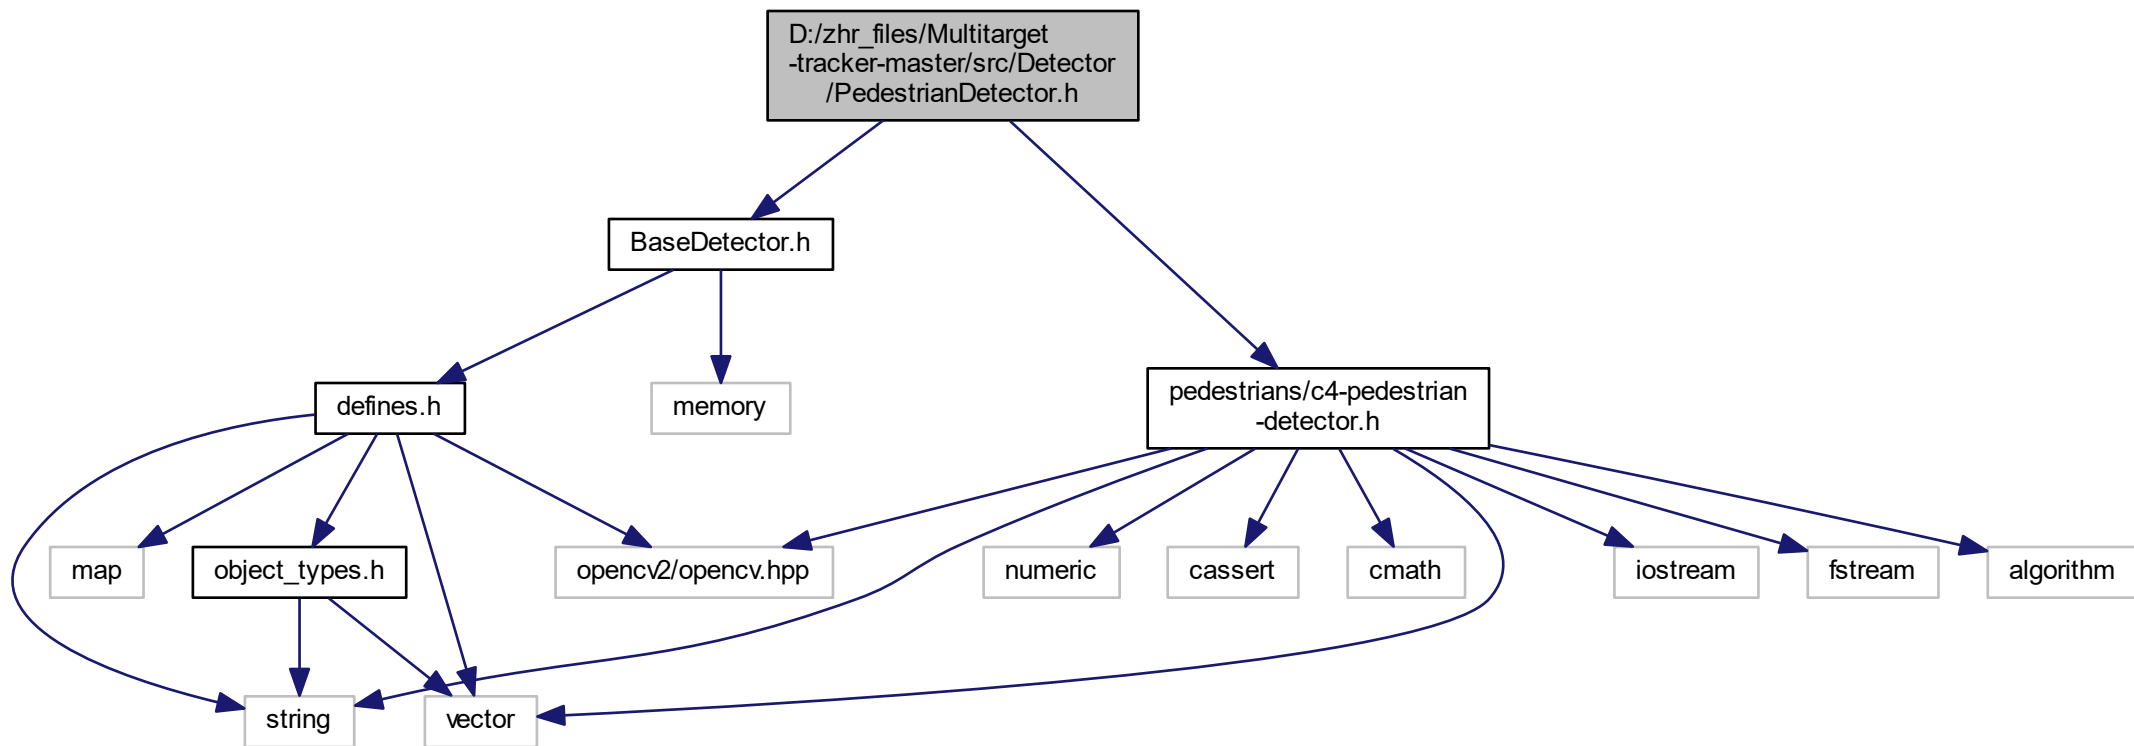 D:/zhr_files/Multitarget
-tracker-master/src/Detector
/PedestrianDetector.h
BaseDetector.h
defines.h
memory
pedestrians/c4-pedestrian
-detector.h
map
object_types.h
opencv2/opencv.hpp
numeric
cassert
cmath
iostream
fstream
algorithm
string
vector